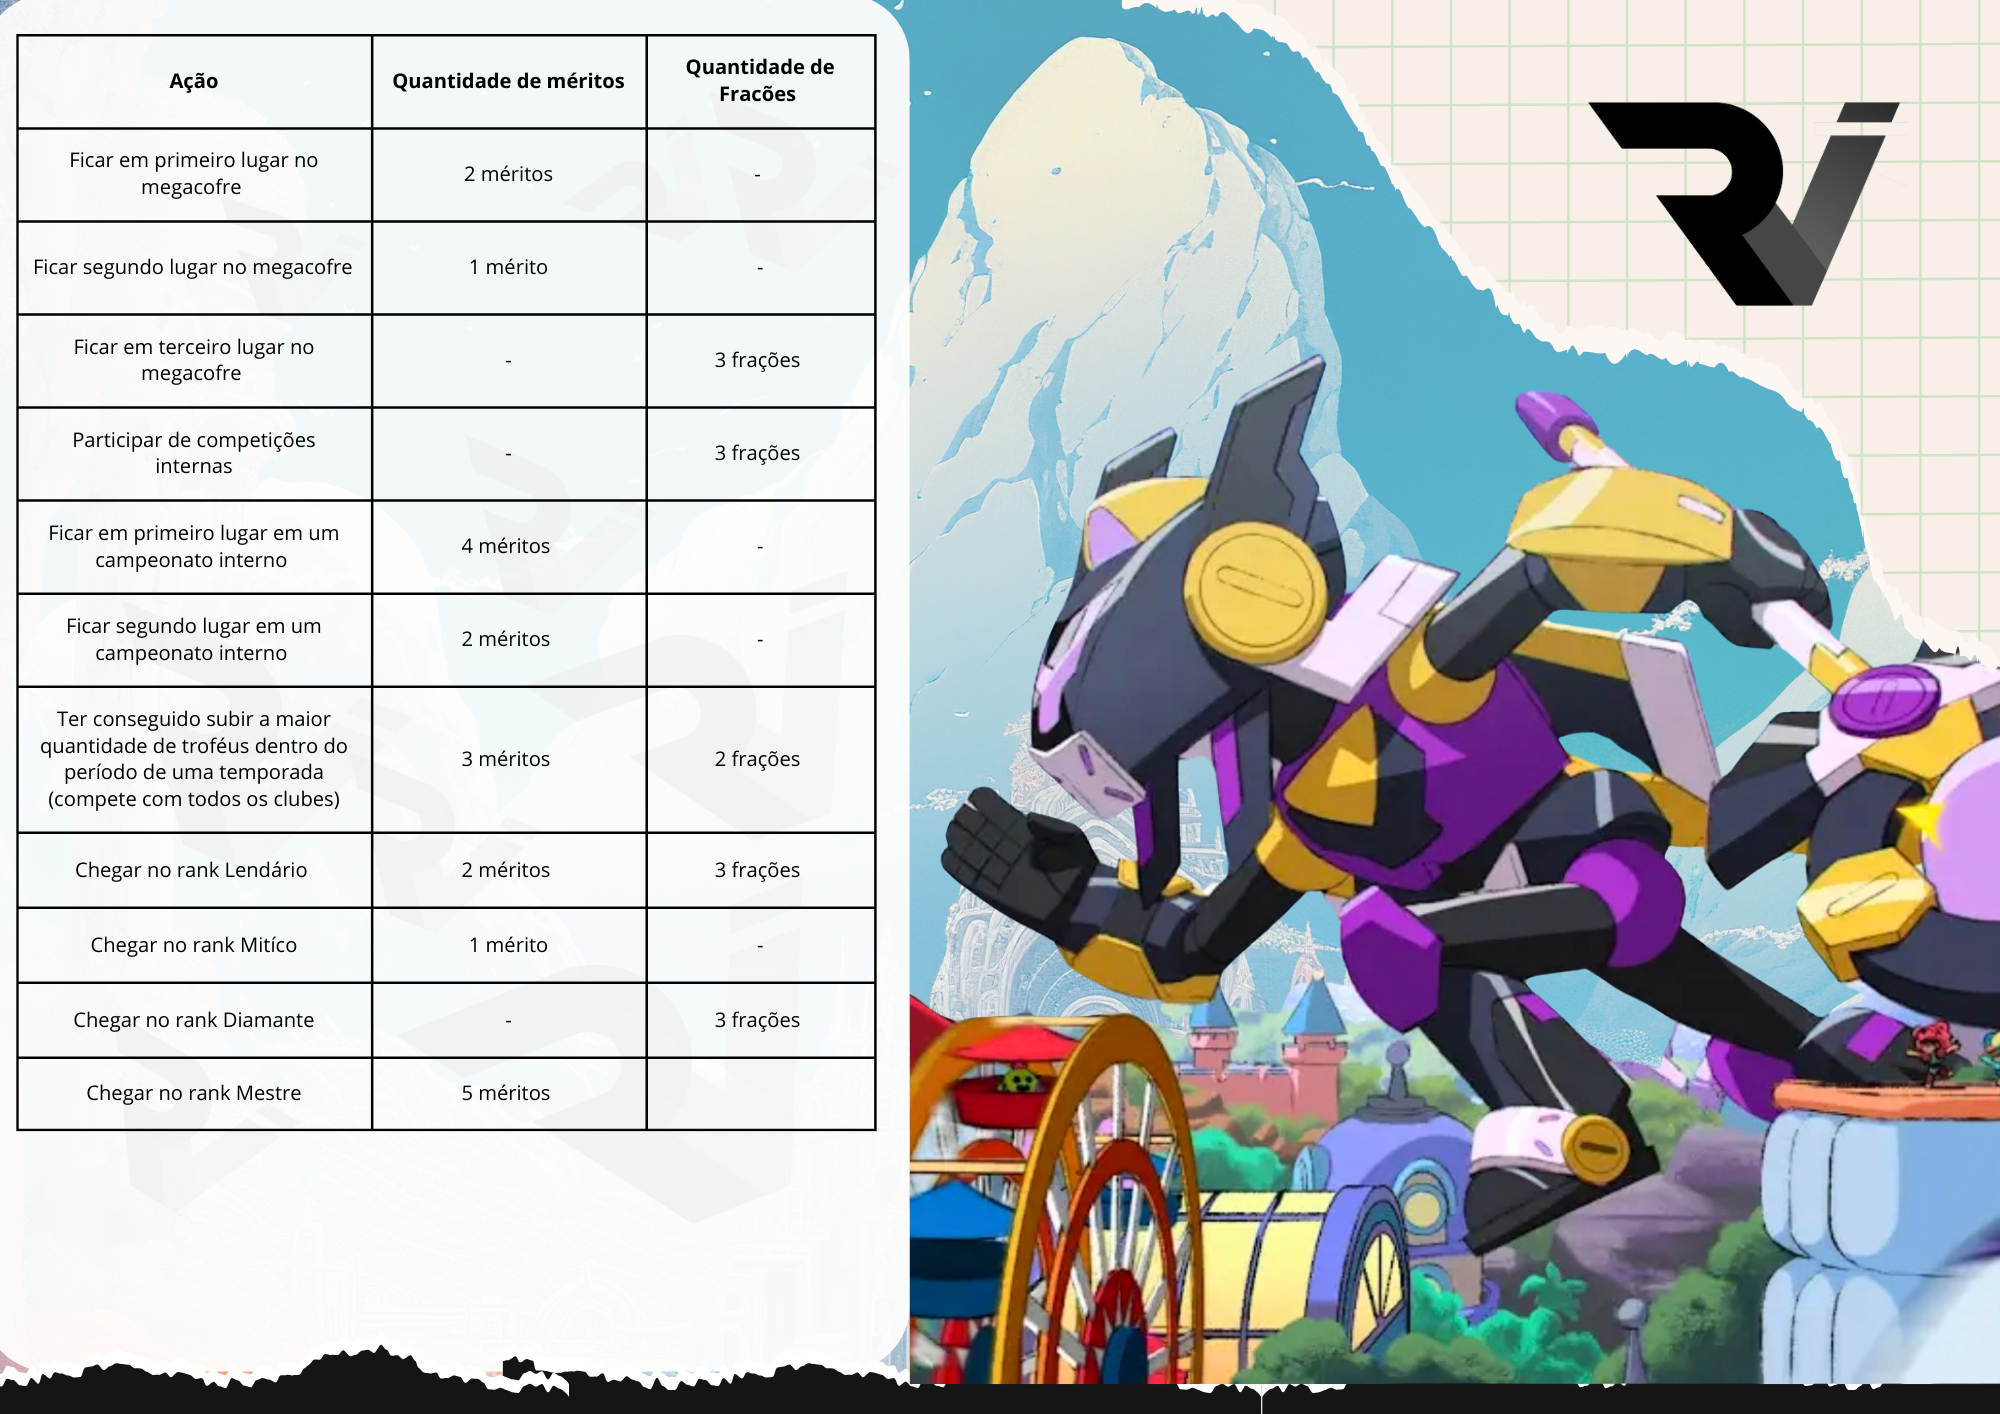 Ação
Quantidade de méritos
Quantidade de
Fracões
Ficar em primeiro lugar no
megacofre
2 méritos
-
Ficar segundo lugar no megacofre
1 mérito
-
Ficar em terceiro lugar no
megacofre
-
3 frações
Participar de competições
internas
-
3 frações
Ficar em primeiro lugar em um
campeonato interno
4 méritos
-
Ficar segundo lugar em um
campeonato interno
2 méritos
-
Ter conseguido subir a maior
quantidade de troféus dentro do
período de uma temporada
(compete com todos os clubes)
3 méritos
2 frações
Chegar no rank Lendário
2 méritos
3 frações
Chegar no rank Mitíco
1 mérito
-
Chegar no rank Diamante
-
3 frações
Chegar no rank Mestre
5 méritos